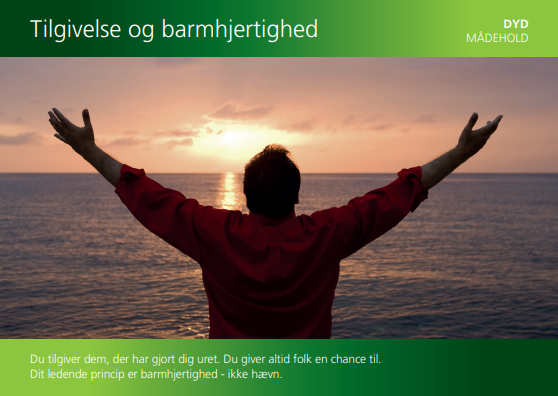 Tilgivelse og barmhjertighed
DYD
MÅDEHOLD
Du tilgiver dem, der har gjort dig uret. Du giver altid folk en chance til.
Dit ledende princip er barmhjertighed - ikke hævn.